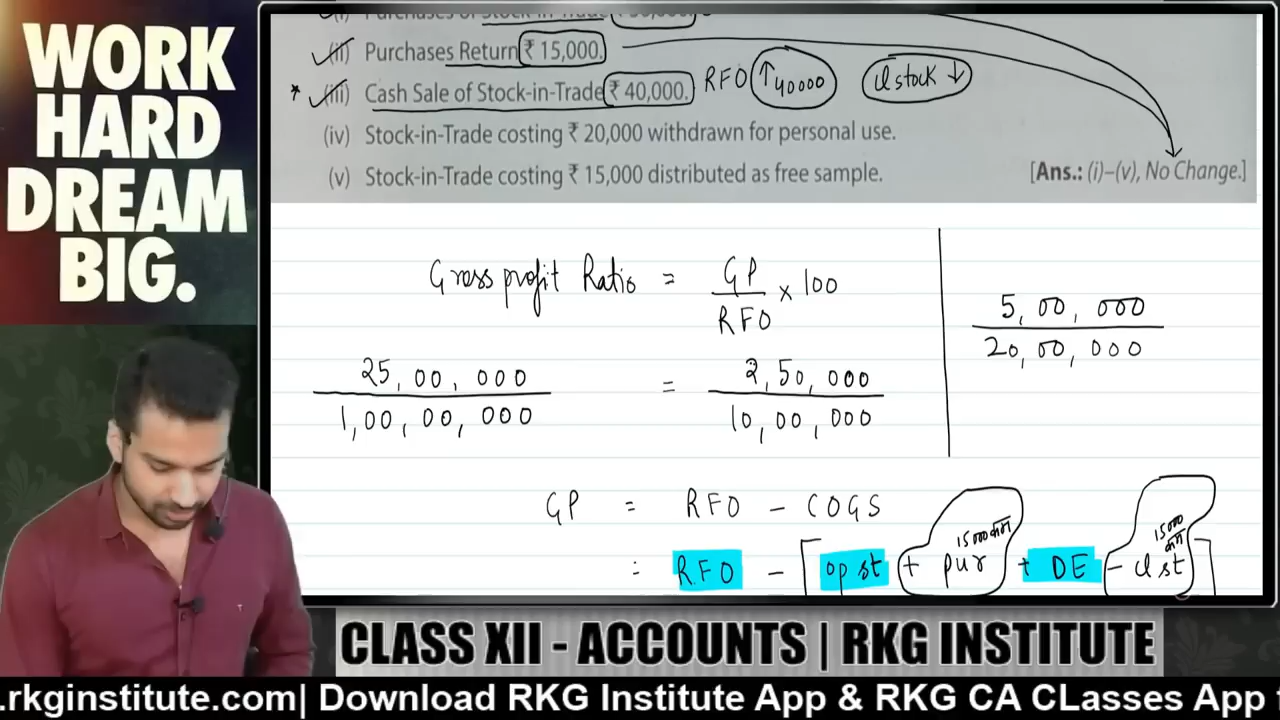 WORK
HARD
DREAM
BIG.
(ii) Purchases Return ₹ 15,000.
* (iii) Cash Sale of Stock-in-Trade ₹ 40,000. RFO ↑ 40000 cl stock ↓
(iv) Stock-in-Trade costing ₹ 20,000 withdrawn for personal use.
(v) Stock-in-Trade costing ₹ 15,000 distributed as free sample. [Ans.: (i)–(v), No Change.]
Gross profit Ratio = GP / RFO × 100
5,00,000 / 20,00,000
25,00,000 / 1,00,00,000 = 2,50,000 / 10,00,000
GP = RFO - COGS
15000 कम 15000 कम
= RFO - [op st + pur + DE - cl st]
CLASS XII - ACCOUNTS | RKG INSTITUTE
.rkginstitute.com| Download RKG Institute App & RKG CA CLasses App